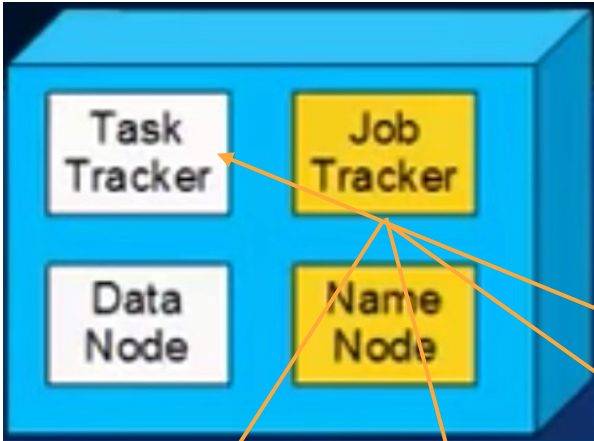 Task
Tracker
Job
Tracker
Data
Node
Name
Node